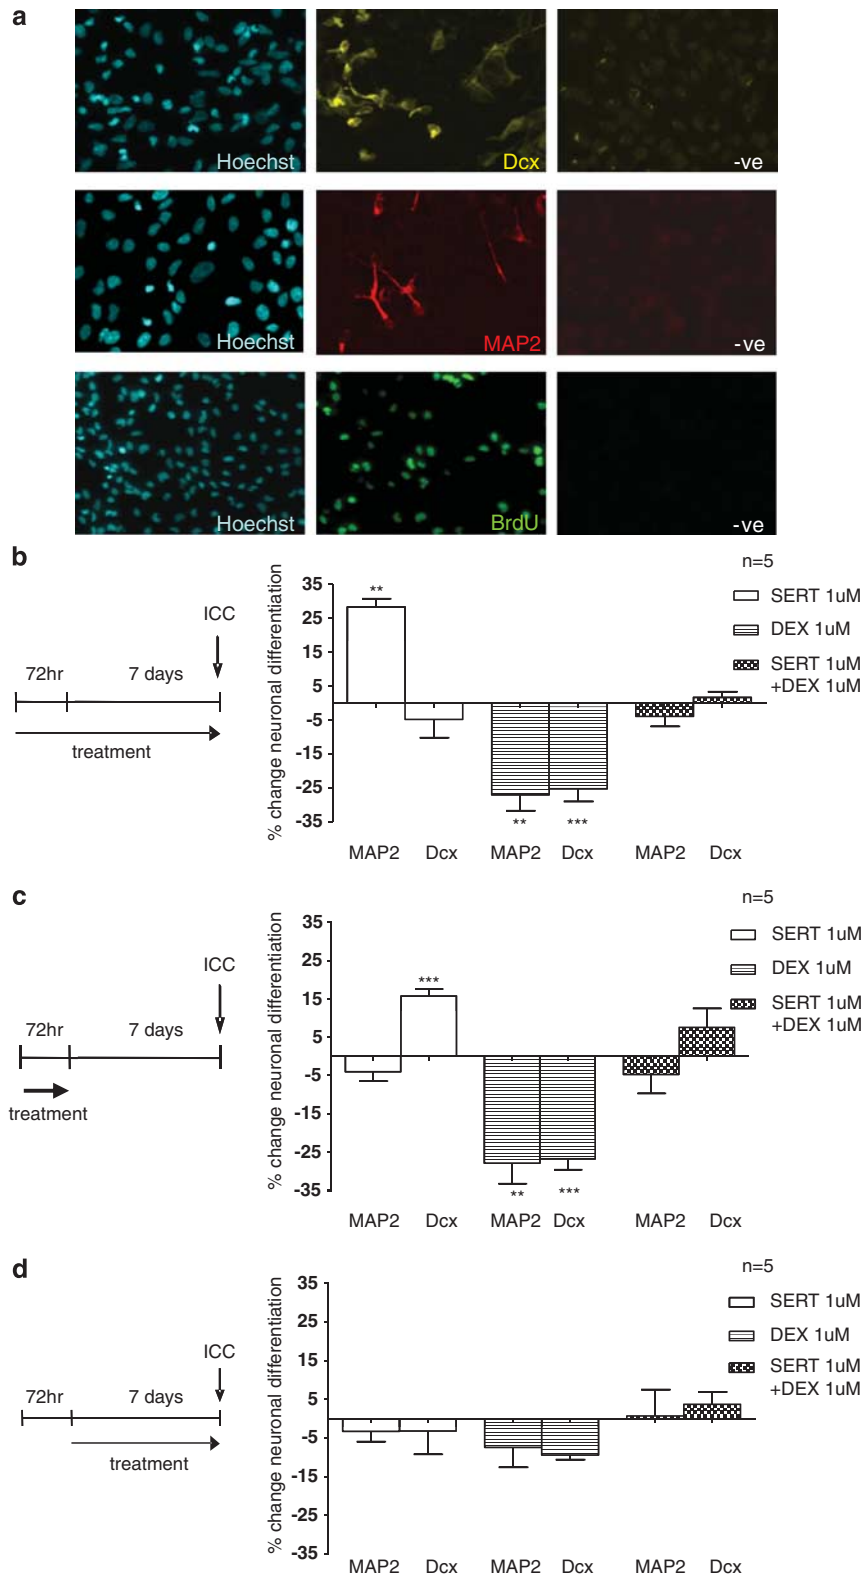 a
Hoechst
Dcx
-ve
Hoechst
MAP2
-ve
Hoechst
BrdU
-ve
b
n=5
ICC
72hr
7 days
treatment
% change neuronal differentiation
35
25
15
5
-5
-15
-25
-35
**
**
***
SERT 1uM
DEX 1uM
SERT 1uM
+DEX 1uM
MAP2
Dcx
MAP2
Dcx
MAP2
Dcx
c
n=5
ICC
72hr
7 days
treatment
% change neuronal differentiation
35
25
15
5
-5
-15
-25
-35
***
**
***
SERT 1uM
DEX 1uM
SERT 1uM
+DEX 1uM
MAP2
Dcx
MAP2
Dcx
MAP2
Dcx
d
n=5
ICC
72hr
7 days
treatment
% change neuronal differentiation
35
25
15
5
-5
-15
-25
-35
SERT 1uM
DEX 1uM
SERT 1uM
+DEX 1uM
MAP2
Dcx
MAP2
Dcx
MAP2
Dcx